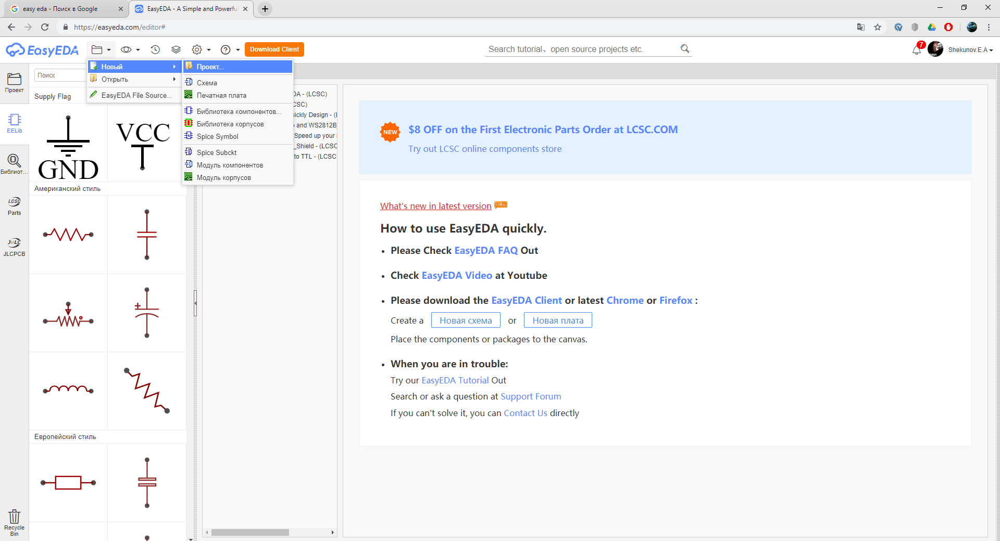 easy eda - Поиск в Google
EasyEDA - A Simple and Powerfu
https://easyeda.com/editor#
EasyEDA
Download Client
Search tutorial、open source projects etc.
7
Shekunov.E.A
Проект
EELib
Библиот...
LCSC
Parts
J@LC
JLCPCB
Recycle
Bin
Поиск
Supply Flag
GND
VCC
Американский стиль
Европейский стиль
Новый
Открыть
EasyEDA File Source...
Проект...
Схема
Печатная плата
Библиотека компонентов...
Библиотека корпусов
Spice Symbol
Spice Subckt
Модуль компонентов
Модуль корпусов
DA - (LCSC)
CSC)
uickly Design - (l
o and WS2812B
_Speed up your
_Shield - (LCSC
to TTL - (LCSC
NEW
$8 OFF on the First Electronic Parts Order at LCSC.COM
Try out LCSC online components store
What's new in latest version
NEW
How to use EasyEDA quickly.
• Please Check EasyEDA FAQ Out
• Check EasyEDA Video at Youtube
• Please download the EasyEDA Client or latest Chrome or Firefox :
Create a Новая схема or Новая плата
Place the components or packages to the canvas.
• When you are in trouble:
Try our EasyEDA Tutorial Out
Search or ask a question at Support Forum
If you can't solve it, you can Contact Us directly